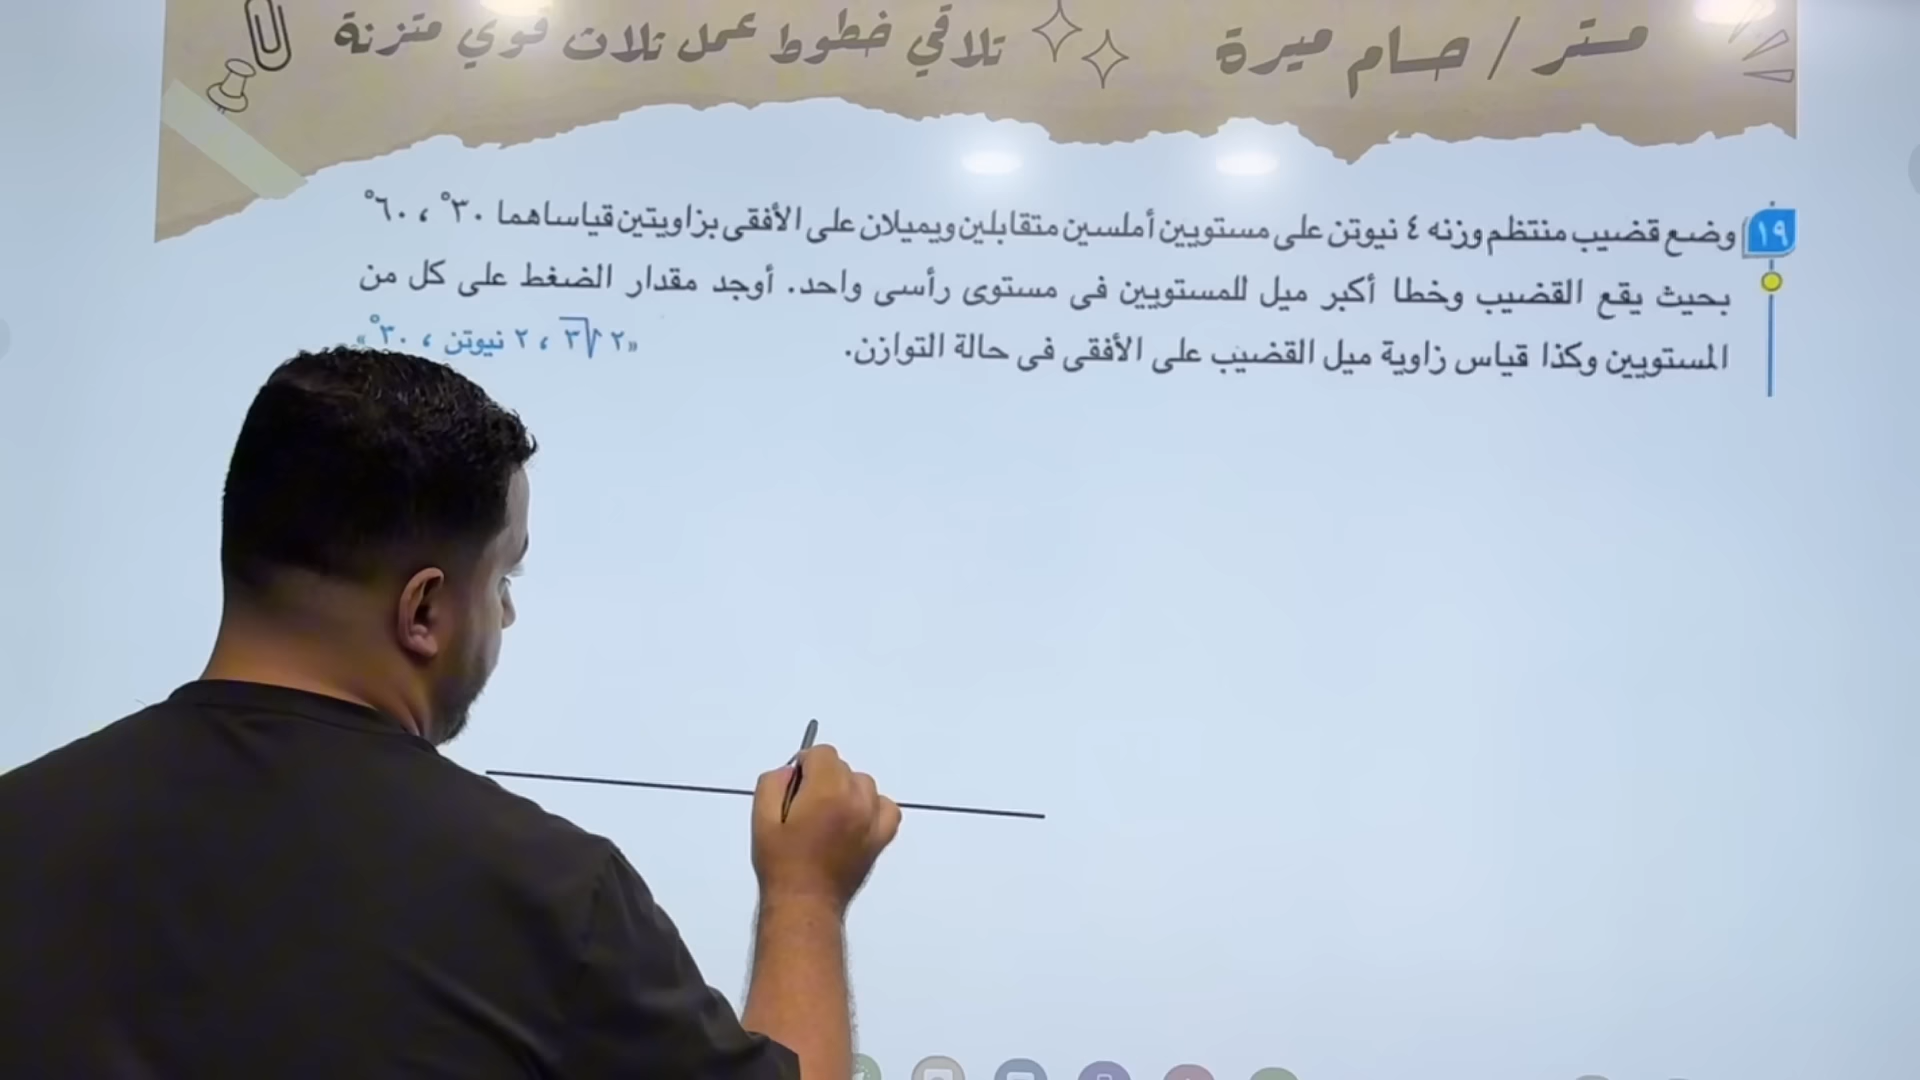 مستر / حسام ميرة تلاقي خطوط عمل تلاث قوي متزنة
١٩ وضع قضيب منتظم وزنه ٤ نيوتن على مستويين أملسين متقابلين ويميلان على الأفقى بزاويتين قياساهما ٣٠° ، ٦٠°
بحيث يقع القضيب وخطا أكبر ميل للمستويين فى مستوى رأسى واحد. أوجد مقدار الضغط على كل من
المستويين وكذا قياس زاوية ميل القضيب على الأفقى فى حالة التوازن.
«٢√٣ ، ٢ نيوتن ، ٣٠°»